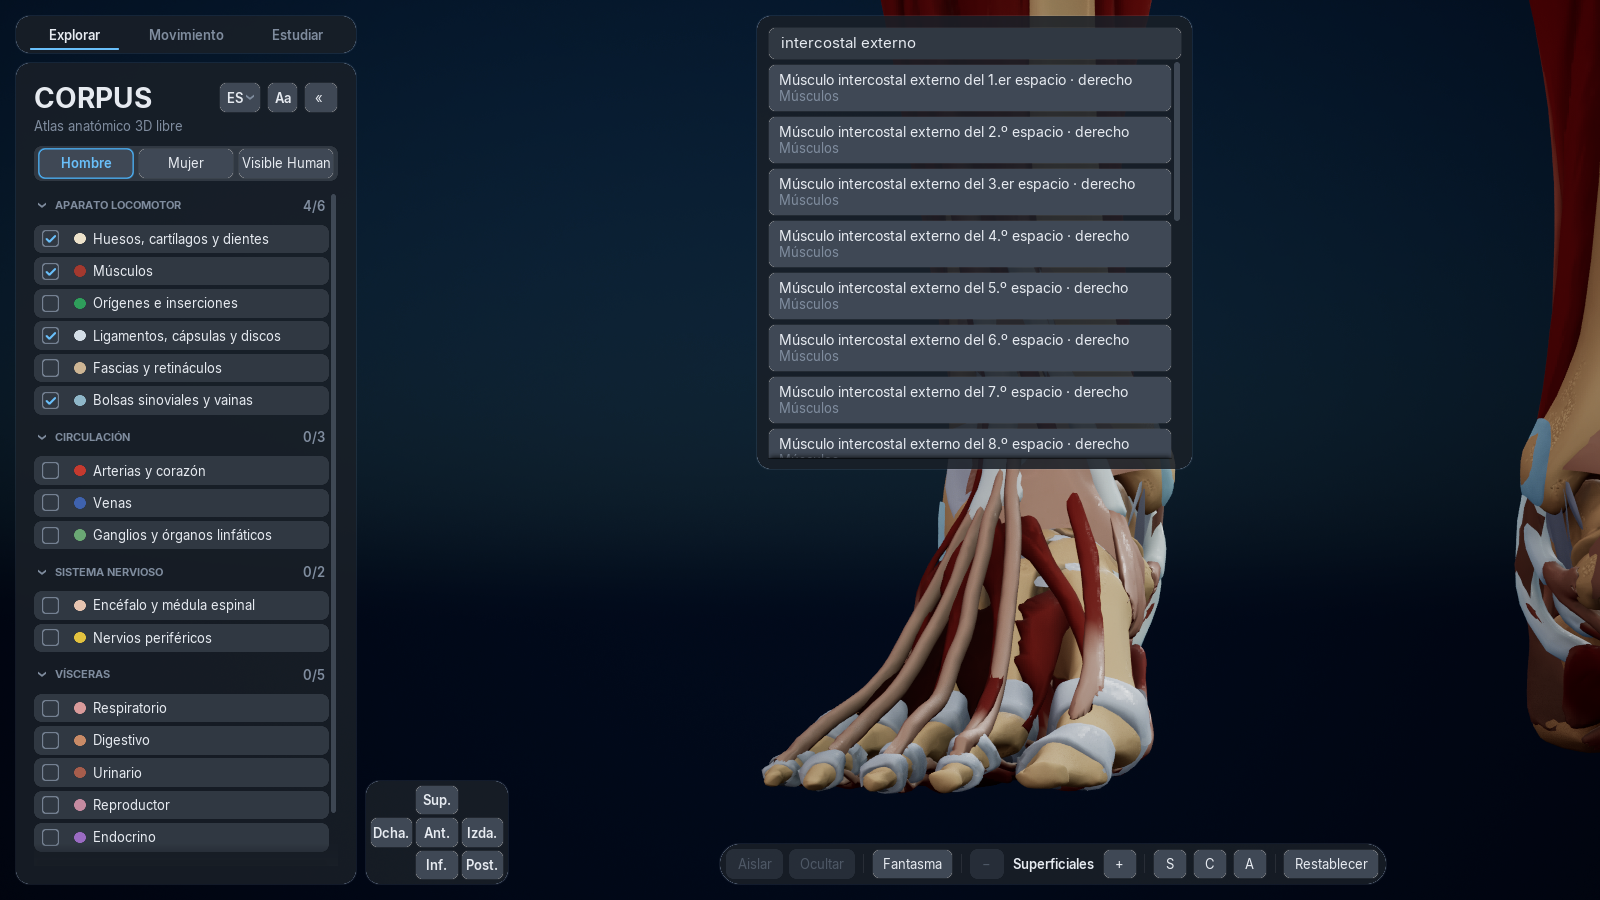 Explorar Movimiento Estudiar
CORPUS
ES Aa «
Atlas anatómico 3D libre
Hombre Mujer Visible Human
APARATO LOCOMOTOR 4/6
Huesos, cartílagos y dientes
Músculos
Orígenes e inserciones
Ligamentos, cápsulas y discos
Fascias y retináculos
Bolsas sinoviales y vainas
CIRCULACIÓN 0/3
Arterias y corazón
Venas
Ganglios y órganos linfáticos
SISTEMA NERVIOSO 0/2
Encéfalo y médula espinal
Nervios periféricos
VÍSCERAS 0/5
Respiratorio
Digestivo
Urinario
Reproductor
Endocrino
intercostal externo
Músculo intercostal externo del 1.er espacio · derecho
Músculos
Músculo intercostal externo del 2.º espacio · derecho
Músculos
Músculo intercostal externo del 3.er espacio · derecho
Músculos
Músculo intercostal externo del 4.º espacio · derecho
Músculos
Músculo intercostal externo del 5.º espacio · derecho
Músculos
Músculo intercostal externo del 6.º espacio · derecho
Músculos
Músculo intercostal externo del 7.º espacio · derecho
Músculos
Músculo intercostal externo del 8.º espacio · derecho
Sup.
Dcha. Ant. Izda.
Inf. Post.
Aislar Ocultar Fantasma − Superficiales + S C A Restablecer